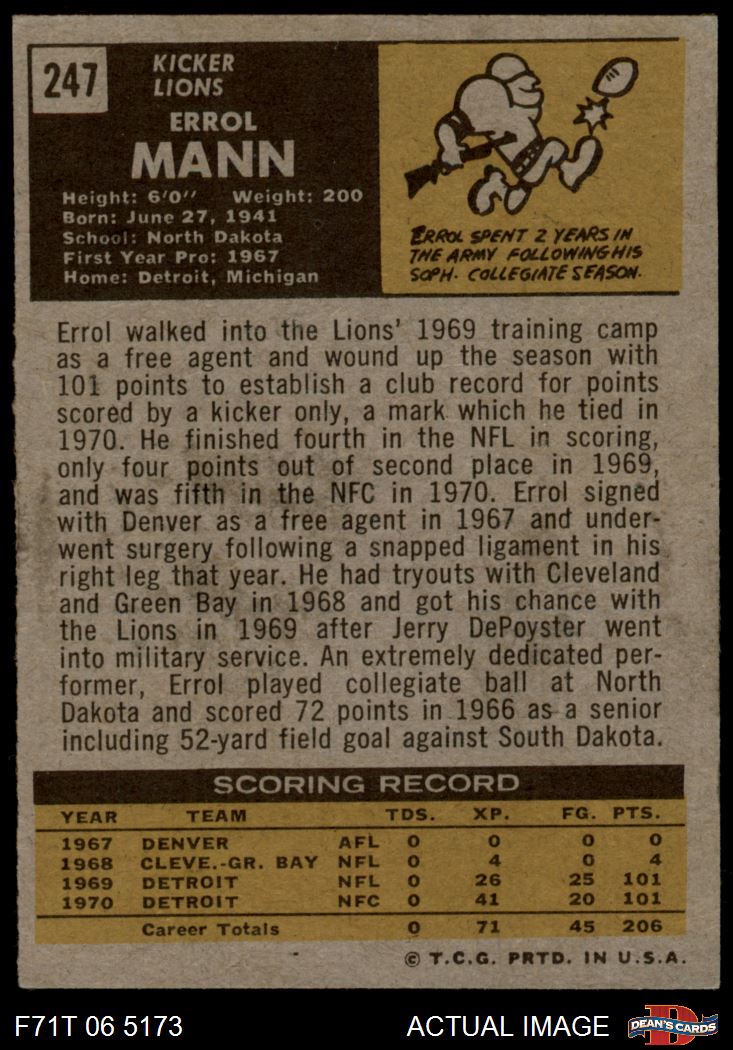 247
KICKER
LIONS
ERROL
MANN
Height: 6'0" Weight: 200
Born: June 27, 1941
School: North Dakota
First Year Pro: 1967
Home: Detroit, Michigan
ERROL SPENT 2 YEARS IN
THE ARMY FOLLOWING HIS
SOPH. COLLEGIATE SEASON.
Errol walked into the Lions' 1969 training camp
as a free agent and wound up the season with
101 points to establish a club record for points
scored by a kicker only, a mark which he tied in
1970. He finished fourth in the NFL in scoring,
only four points out of second place in 1969,
and was fifth in the NFC in 1970. Errol signed
with Denver as a free agent in 1967 and under-
went surgery following a snapped ligament in his
right leg that year. He had tryouts with Cleveland
and Green Bay in 1968 and got his chance with
the Lions in 1969 after Jerry DePoyster went
into military service. An extremely dedicated per-
former, Errol played collegiate ball at North
Dakota and scored 72 points in 1966 as a senior
including 52-yard field goal against South Dakota.
SCORING RECORD
YEAR TEAM TDS. XP. FG. PTS.
1967 DENVER AFL 0 0 0 0
1968 CLEVE.-GR. BAY NFL 0 4 0 4
1969 DETROIT NFL 0 26 25 101
1970 DETROIT NFC 0 41 20 101
Career Totals 0 71 45 206
© T.C.G. PRTD. IN U.S.A.
F71T 06 5173 ACTUAL IMAGE D DEAN'S CARDS